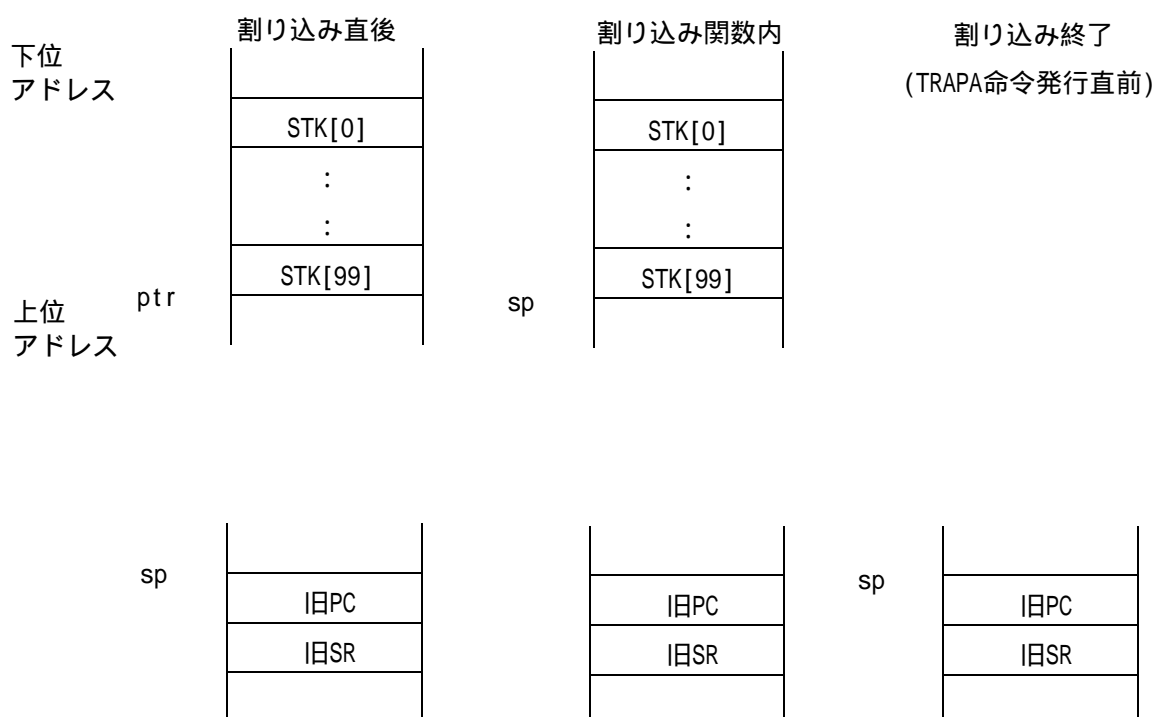 割り込み直後
割り込み関数内
割り込み終了
(TRAPA命令発行直前)
下位
アドレス
STK[0]
:
:
STK[99]
ptr
上位
アドレス
STK[0]
:
:
STK[99]
sp
sp
旧PC
旧SR
旧PC
旧SR
sp
旧PC
旧SR